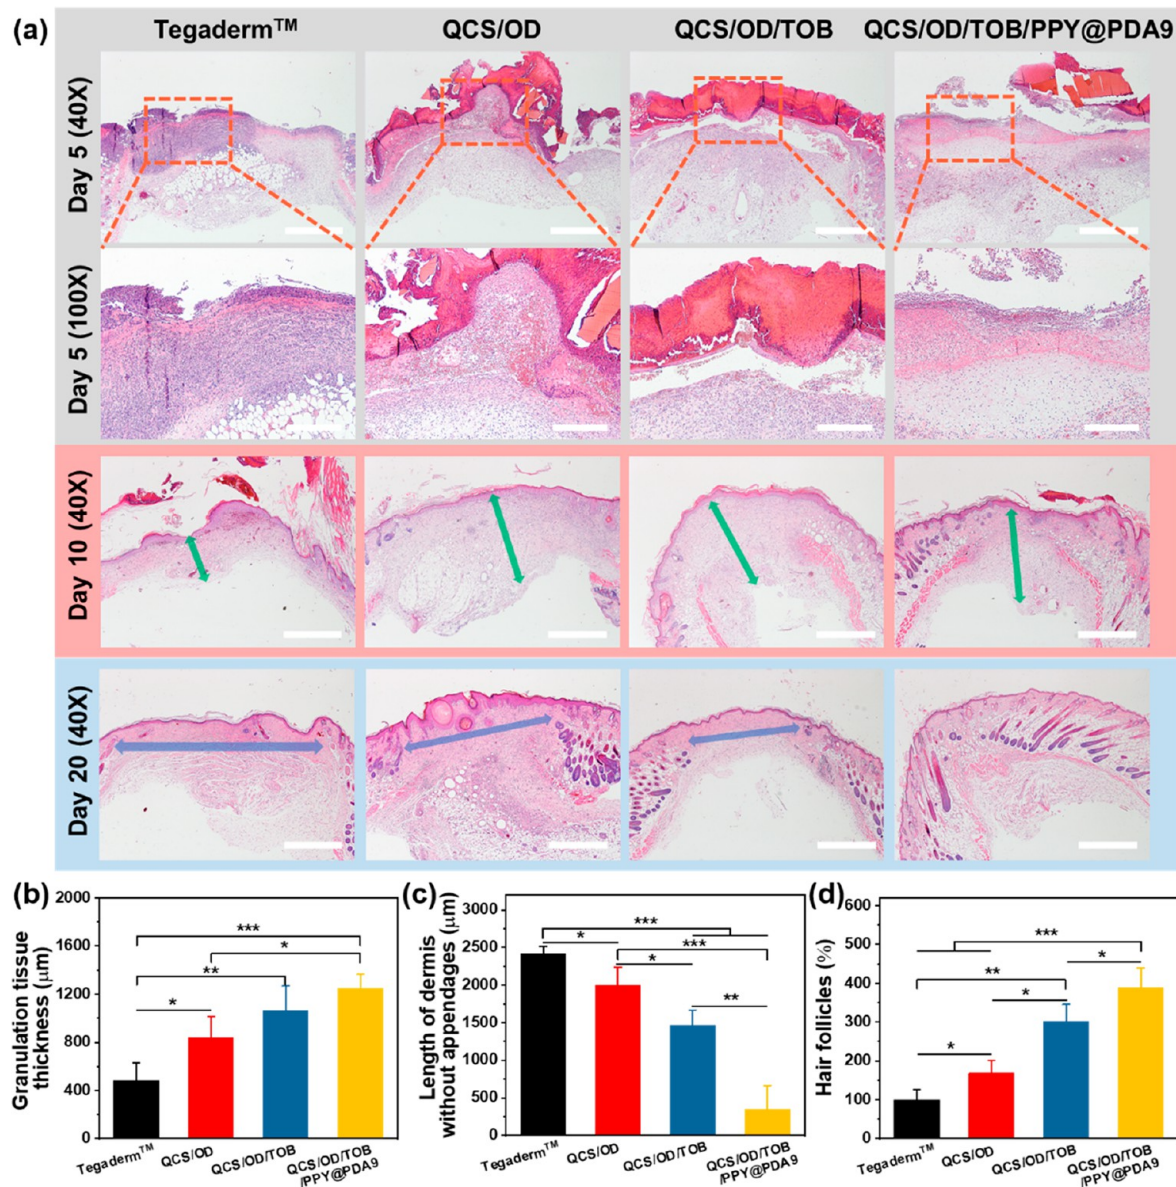 (a)
Tegaderm™ QCS/OD QCS/OD/TOB QCS/OD/TOB/PPY@PDA9
Day 5 (40X)
Day 5 (100X)
Day 10 (40X)
Day 20 (40X)
(b)
Granulation tissue
thickness (μm)
2000
1600
1200
800
400
0
***
*
**
*
Tegaderm™ QCS/OD QCS/OD/TOB QCS/OD/TOB
/PPY@PDA9
(c)
Length of dermis
without appendages (μm)
3000
2500
2000
1500
1000
500
0
***
*
***
*
**
Tegaderm™ QCS/OD QCS/OD/TOB QCS/OD/TOB
/PPY@PDA9
(d)
Hair follicles (%)
600
500
400
300
200
100
0
***
**
*
*
*
Tegaderm™ QCS/OD QCS/OD/TOB QCS/OD/TOB
/PPY@PDA9